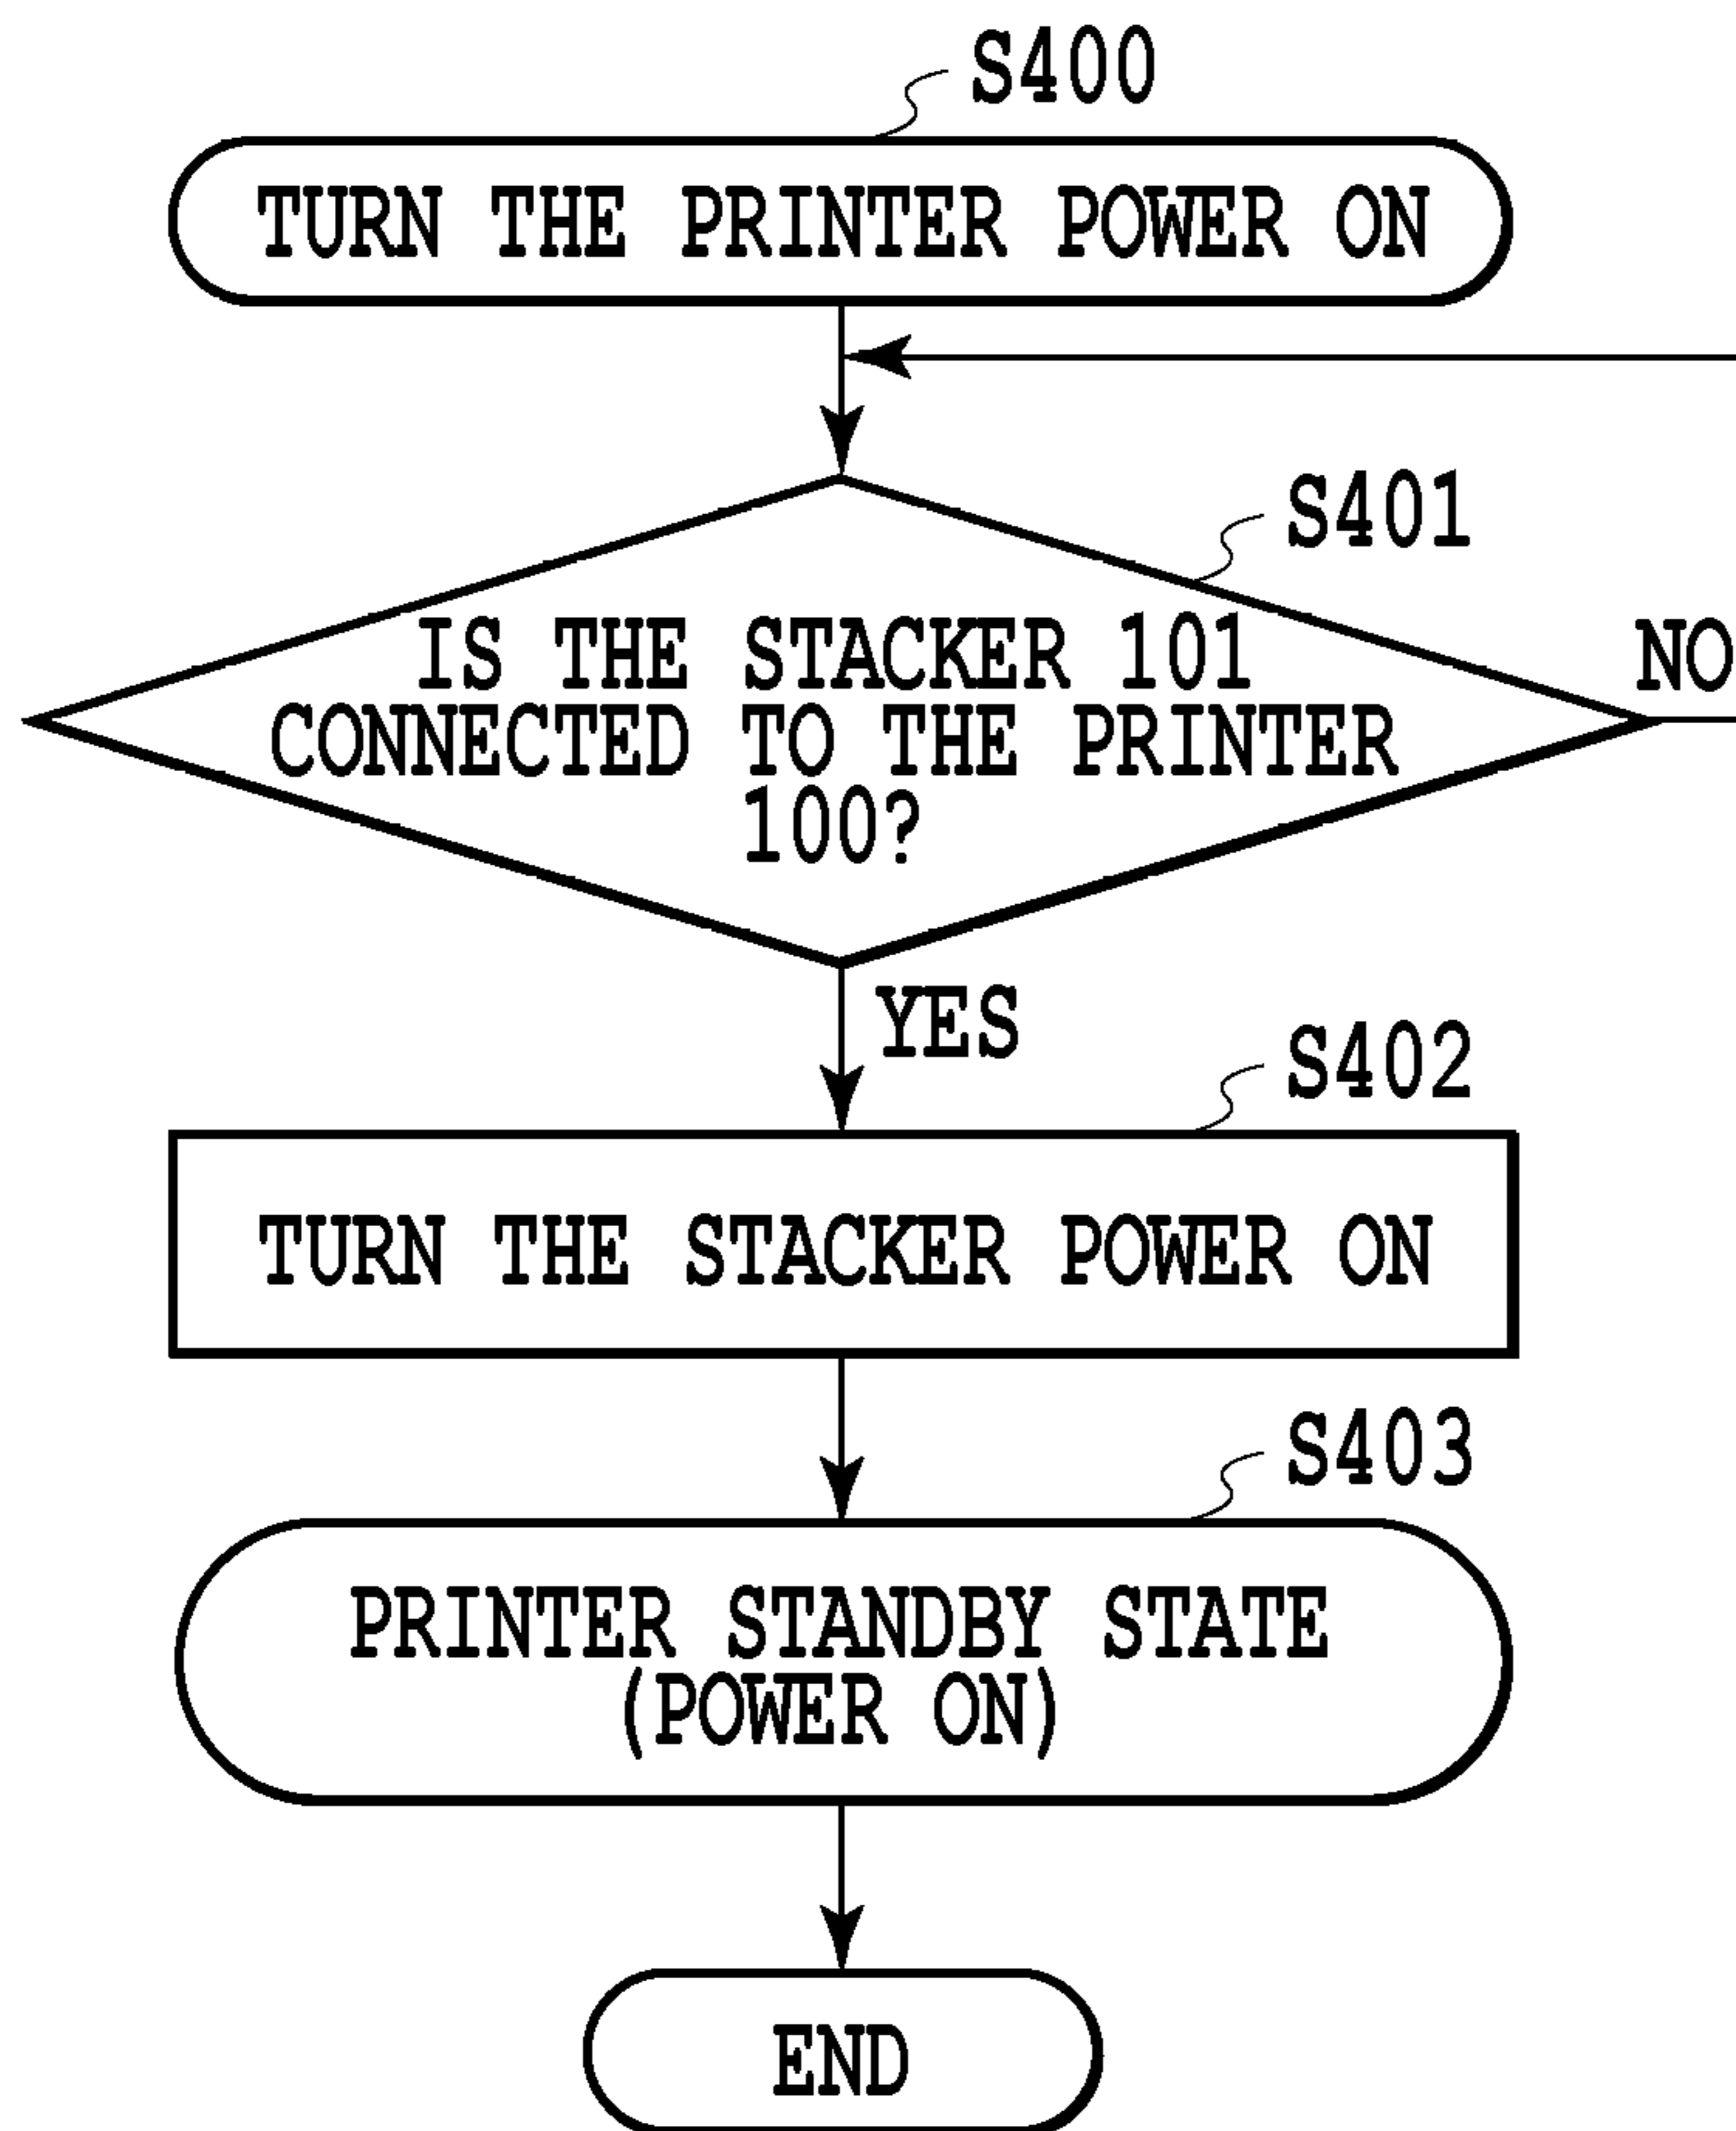 S400
TURN THE PRINTER POWER ON
S401
IS THE STACKER 101
CONNECTED TO THE PRINTER
100?
NO
YES
S402
TURN THE STACKER POWER ON
S403
PRINTER STANDBY STATE
(POWER ON)
END